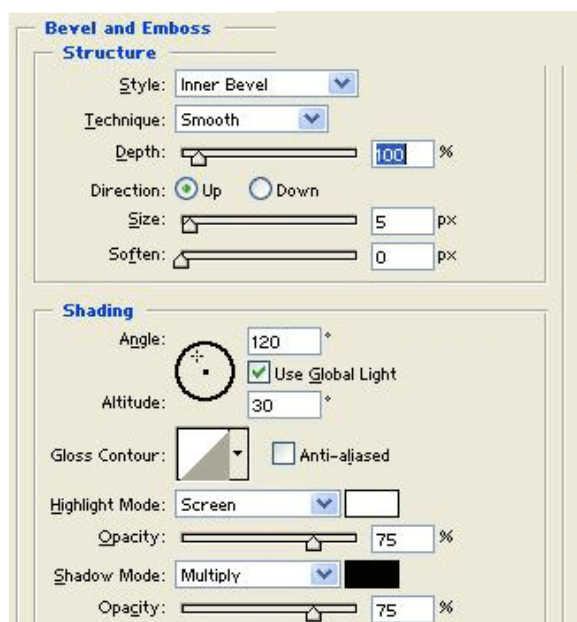 Bevel and Emboss
Structure
Style: Inner Bevel
Technique: Smooth
Depth: 100 %
Direction: Up Down
Size: 5 px
Soften: 0 px
Shading
Angle: 120 °
Use Global Light
Altitude: 30 °
Gloss Contour: Anti-aliased
Highlight Mode: Screen
Opacity: 75 %
Shadow Mode: Multiply
Opacity: 75 %